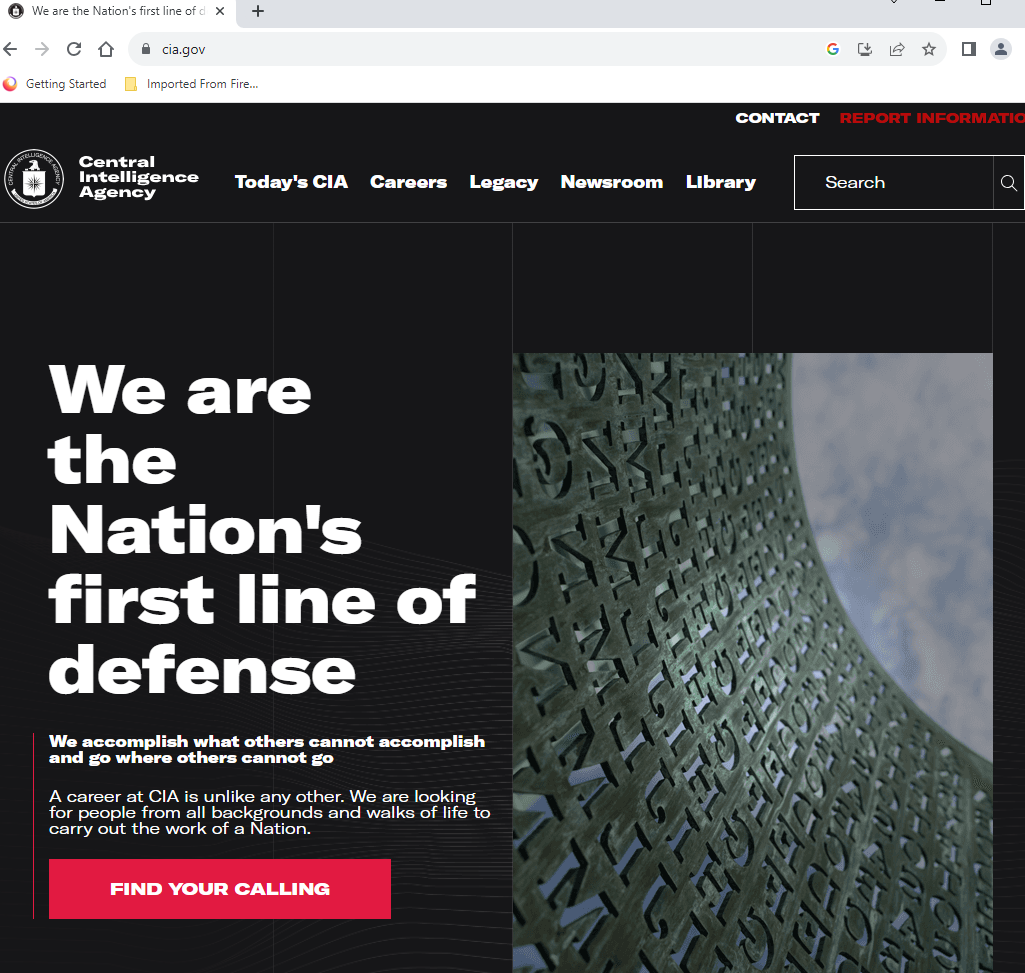 We are the Nation's first line of d
cia.gov
Getting Started
Imported From Fire...
CONTACT
REPORT INFORMATIO
Central
Intelligence
Agency
Today's CIA
Careers
Legacy
Newsroom
Library
Search
We are
the
Nation's
first line of
defense
We accomplish what others cannot accomplish
and go where others cannot go
A career at CIA is unlike any other. We are looking
for people from all backgrounds and walks of life to
carry out the work of a Nation.
FIND YOUR CALLING